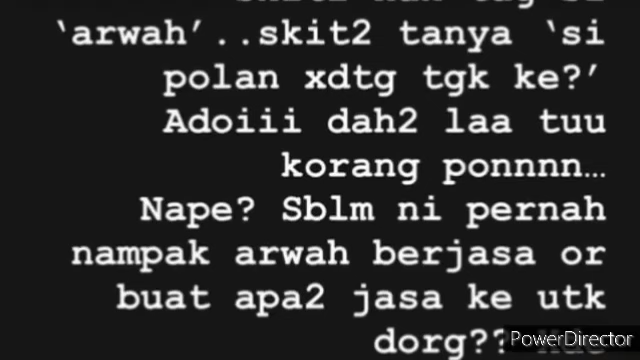 ‘arwah’..skit2 tanya ‘si
polan xdtg tgk ke?’
Adoiii dah2 laa tuu
korang ponnnn…
Nape? Sblm ni pernah
nampak arwah berjasa or
buat apa2 jasa ke utk
dorg??
PowerDirector